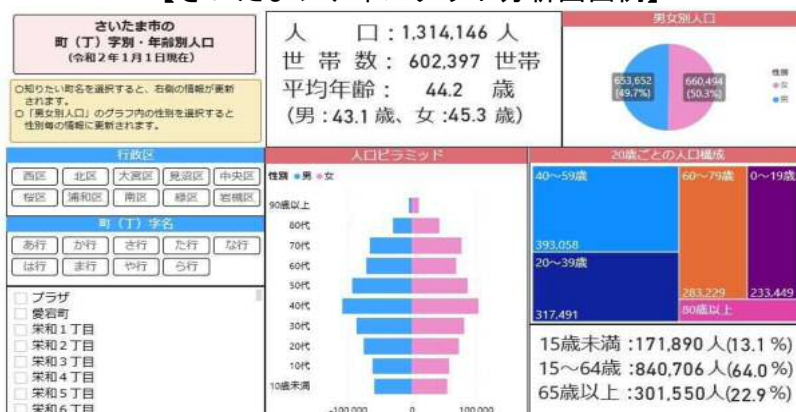 さいたま市の
町（丁）字別・年齢別人口
（令和２年１月１日現在）
○知りたい町名を選択すると、右側の情報が更新
されます。
○「男女別人口」のグラフ内の性別を選択すると
性別毎の情報に更新されます。
人　　口：1,314,146 人
世 帯 数：602,397 世帯
平均年齢： 44.2 歳
（男：43.1 歳、女：45.3 歳）
男女別人口
653,652
(49.7%)
660,494
(50.3%)
性別
女
男
行政区
西区 北区 大宮区 見沼区 中央区
桜区 浦和区 南区 緑区 岩槻区
町（丁）字名
あ行 か行 さ行 た行 な行
は行 ま行 や行 ら行
プラザ
愛宕町
栄和１丁目
栄和２丁目
栄和３丁目
栄和４丁目
栄和５丁目
栄和６丁目
人口ピラミッド
性別 男 女
90歳以上
80代
70代
60代
50代
40代
30代
20代
10代
10歳未満
-100,000 0 100,000
20歳ごとの人口構成
40～59歳
393,058
20～39歳
317,491
60～79歳
283,229
0～19歳
233,449
80歳以上
15歳未満：171,890 人(13.1 %)
15～64歳：840,706 人(64.0 %)
65歳以上：301,550人(22.9 %)